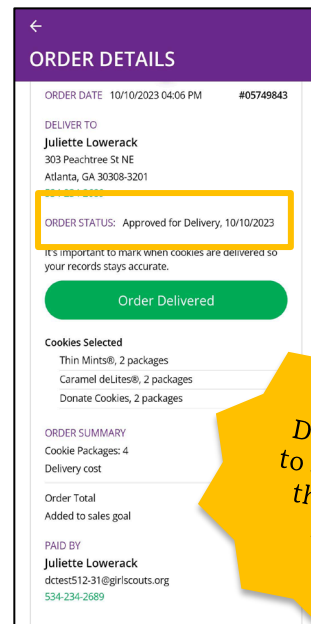 ORDER DETAILS
ORDER DATE 10/10/2023 04:06 PM #05749843
DELIVER TO
Juliette Lowerack
303 Peachtree St NE
Atlanta, GA 30308-3201
ORDER STATUS: Approved for Delivery, 10/10/2023
It's important to mark when cookies are delivered so
your records stays accurate.
Order Delivered
Cookies Selected
Thin Mints®, 2 packages
Caramel deLites®, 2 packages
Donate Cookies, 2 packages
ORDER SUMMARY
Cookie Packages: 4
Delivery cost
Order Total
Added to sales goal
PAID BY
Juliette Lowerack
dctest512-31@girlscouts.org
534-234-2689
to